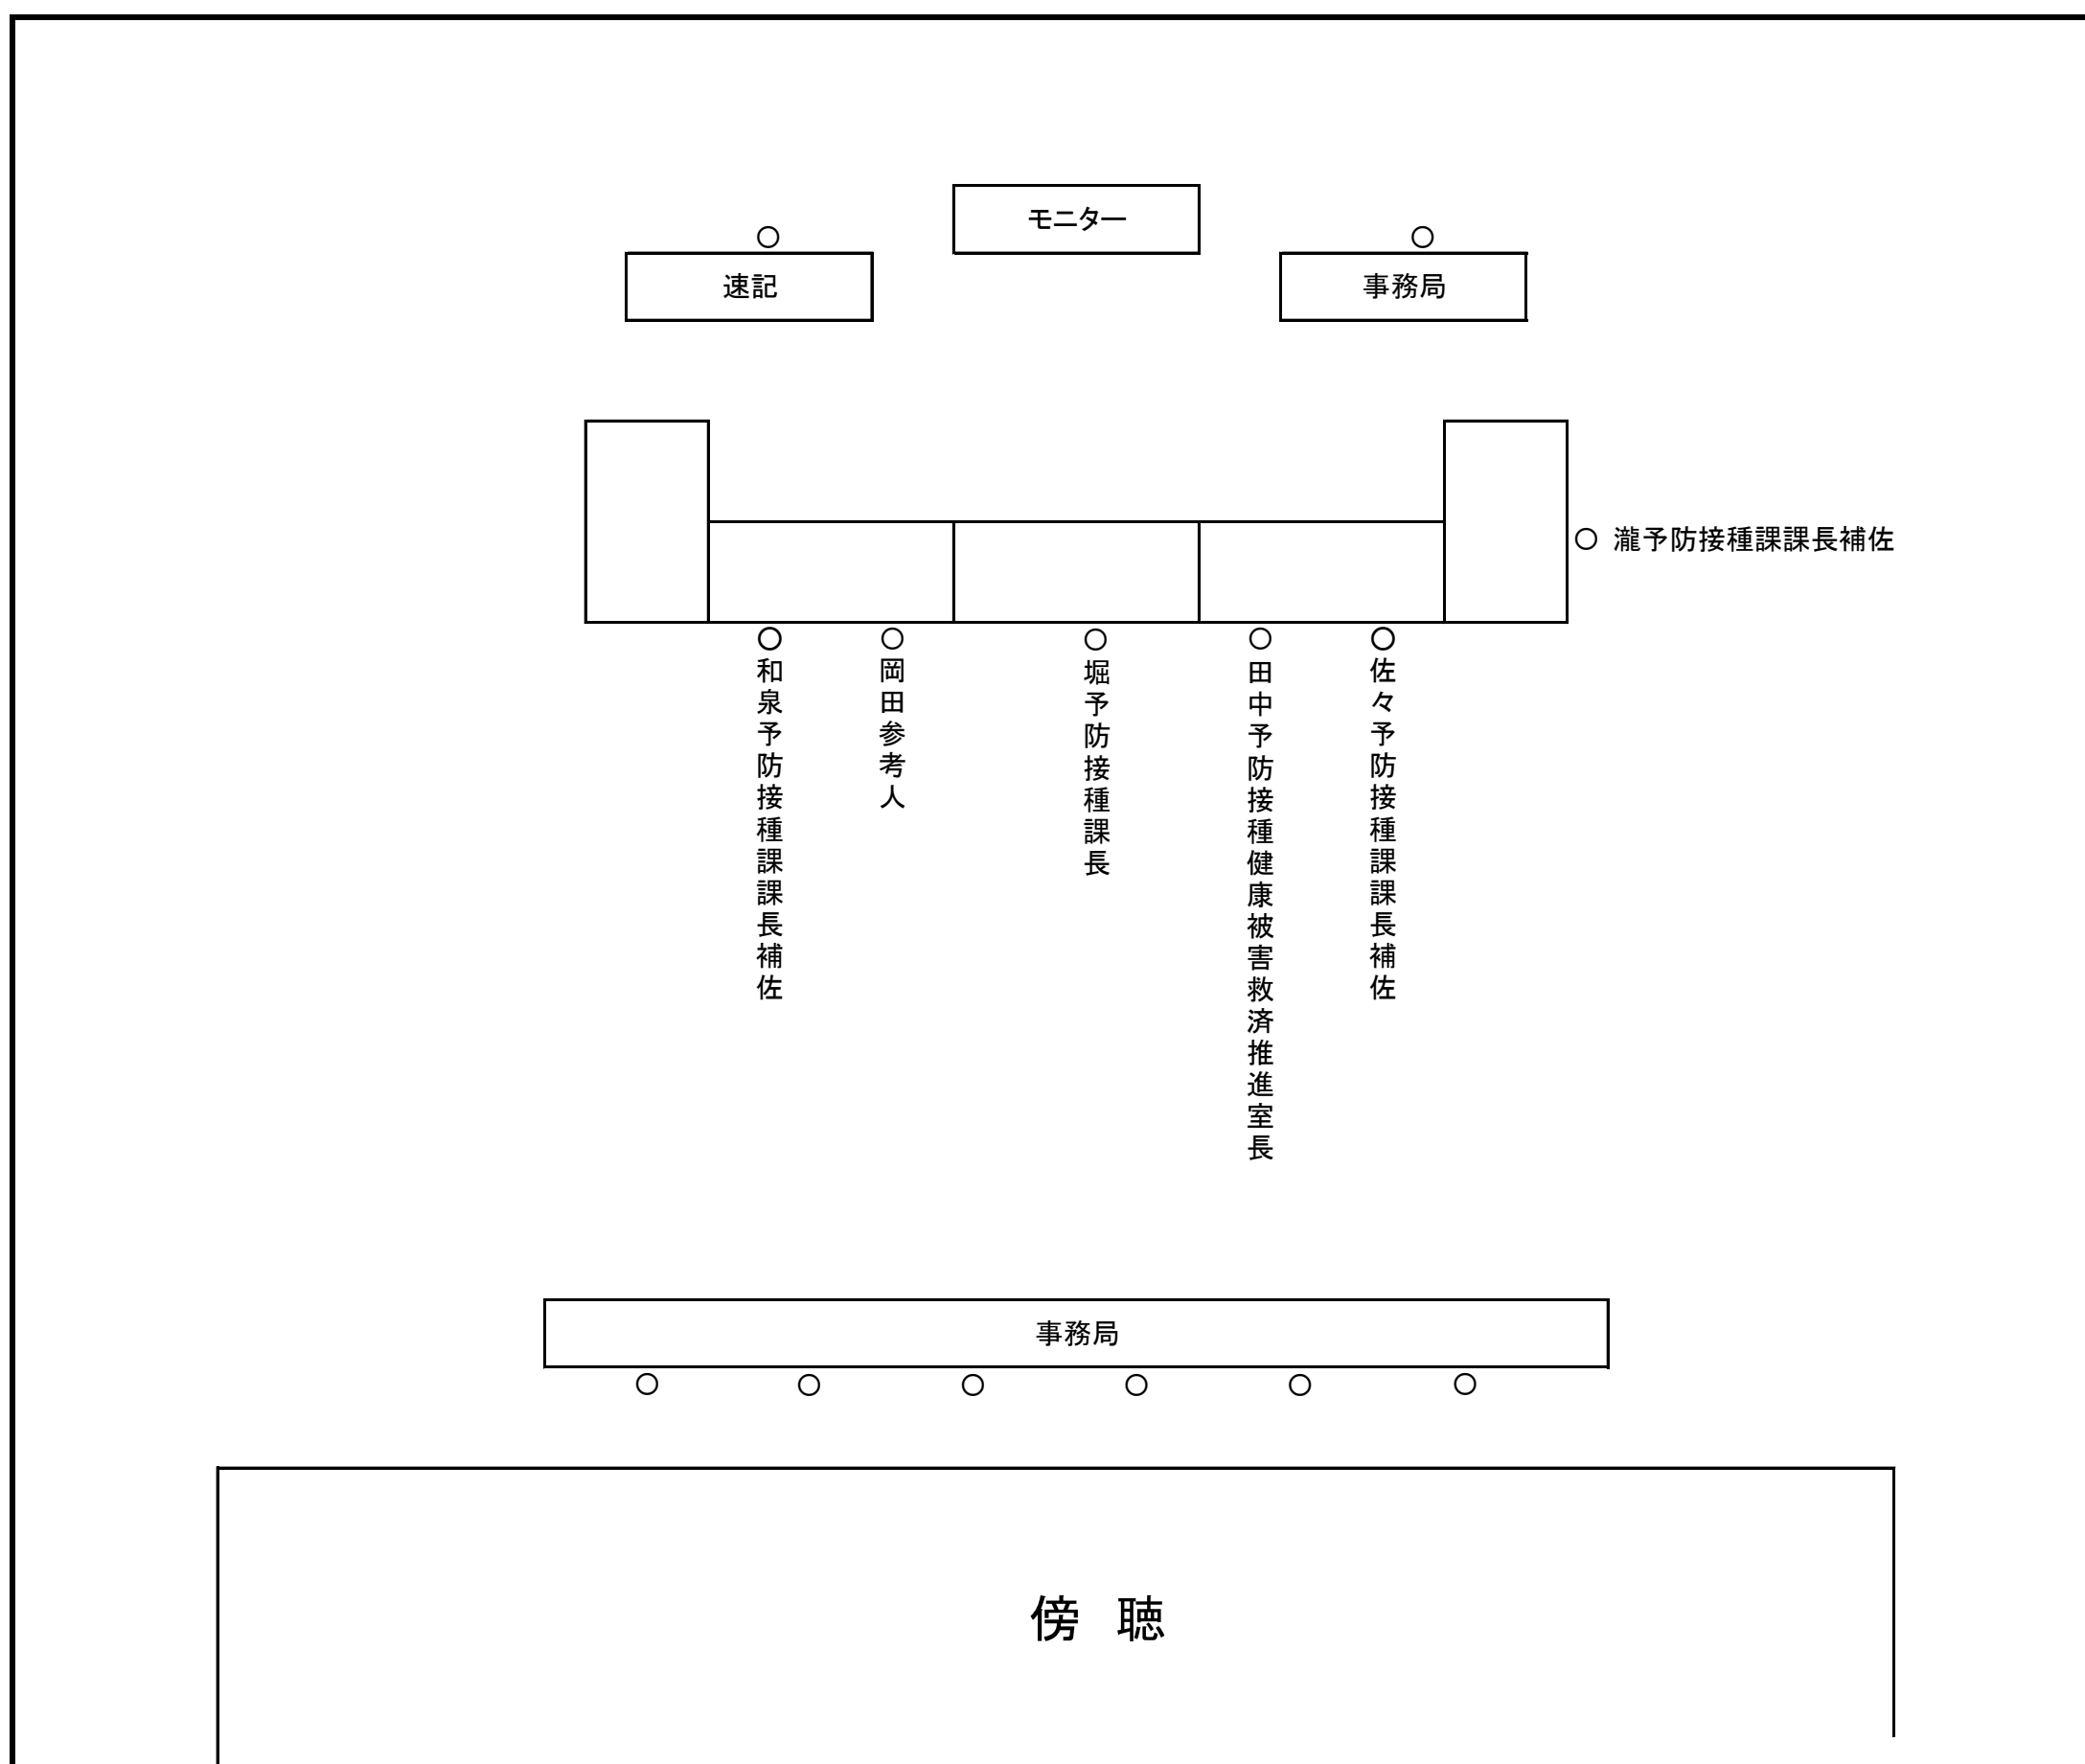 モニター
速記
事務局
○ 瀧予防接種課課長補佐
○和泉予防接種課課長補佐
○岡田参考人
○堀予防接種課長
○田中予防接種健康被害救済推進室長
○佐々予防接種課課長補佐
事務局
傍 聴